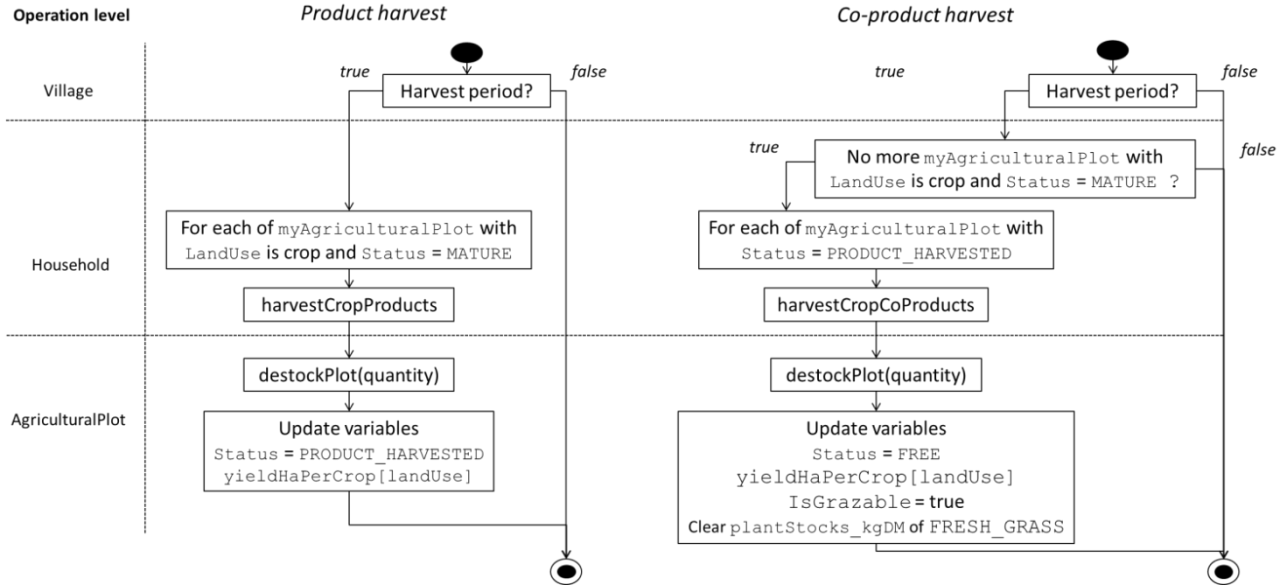 Operation level
Product harvest
Co-product harvest
true
false
true
false
Village
Harvest period?
Harvest period?
true
false
No more myAgriculturalPlot with
LandUse is crop and Status = MATURE ?
For each of myAgriculturalPlot with
LandUse is crop and Status = MATURE
For each of myAgriculturalPlot with
Status = PRODUCT_HARVESTED
Household
harvestCropProducts
harvestCropCoProducts
destockPlot(quantity)
destockPlot(quantity)
AgriculturalPlot
Update variables
Status = PRODUCT_HARVESTED
yieldHaPerCrop[landUse]
Update variables
Status = FREE
yieldHaPerCrop[landUse]
IsGrazable = true
Clear plantStocks_kgDM of FRESH_GRASS